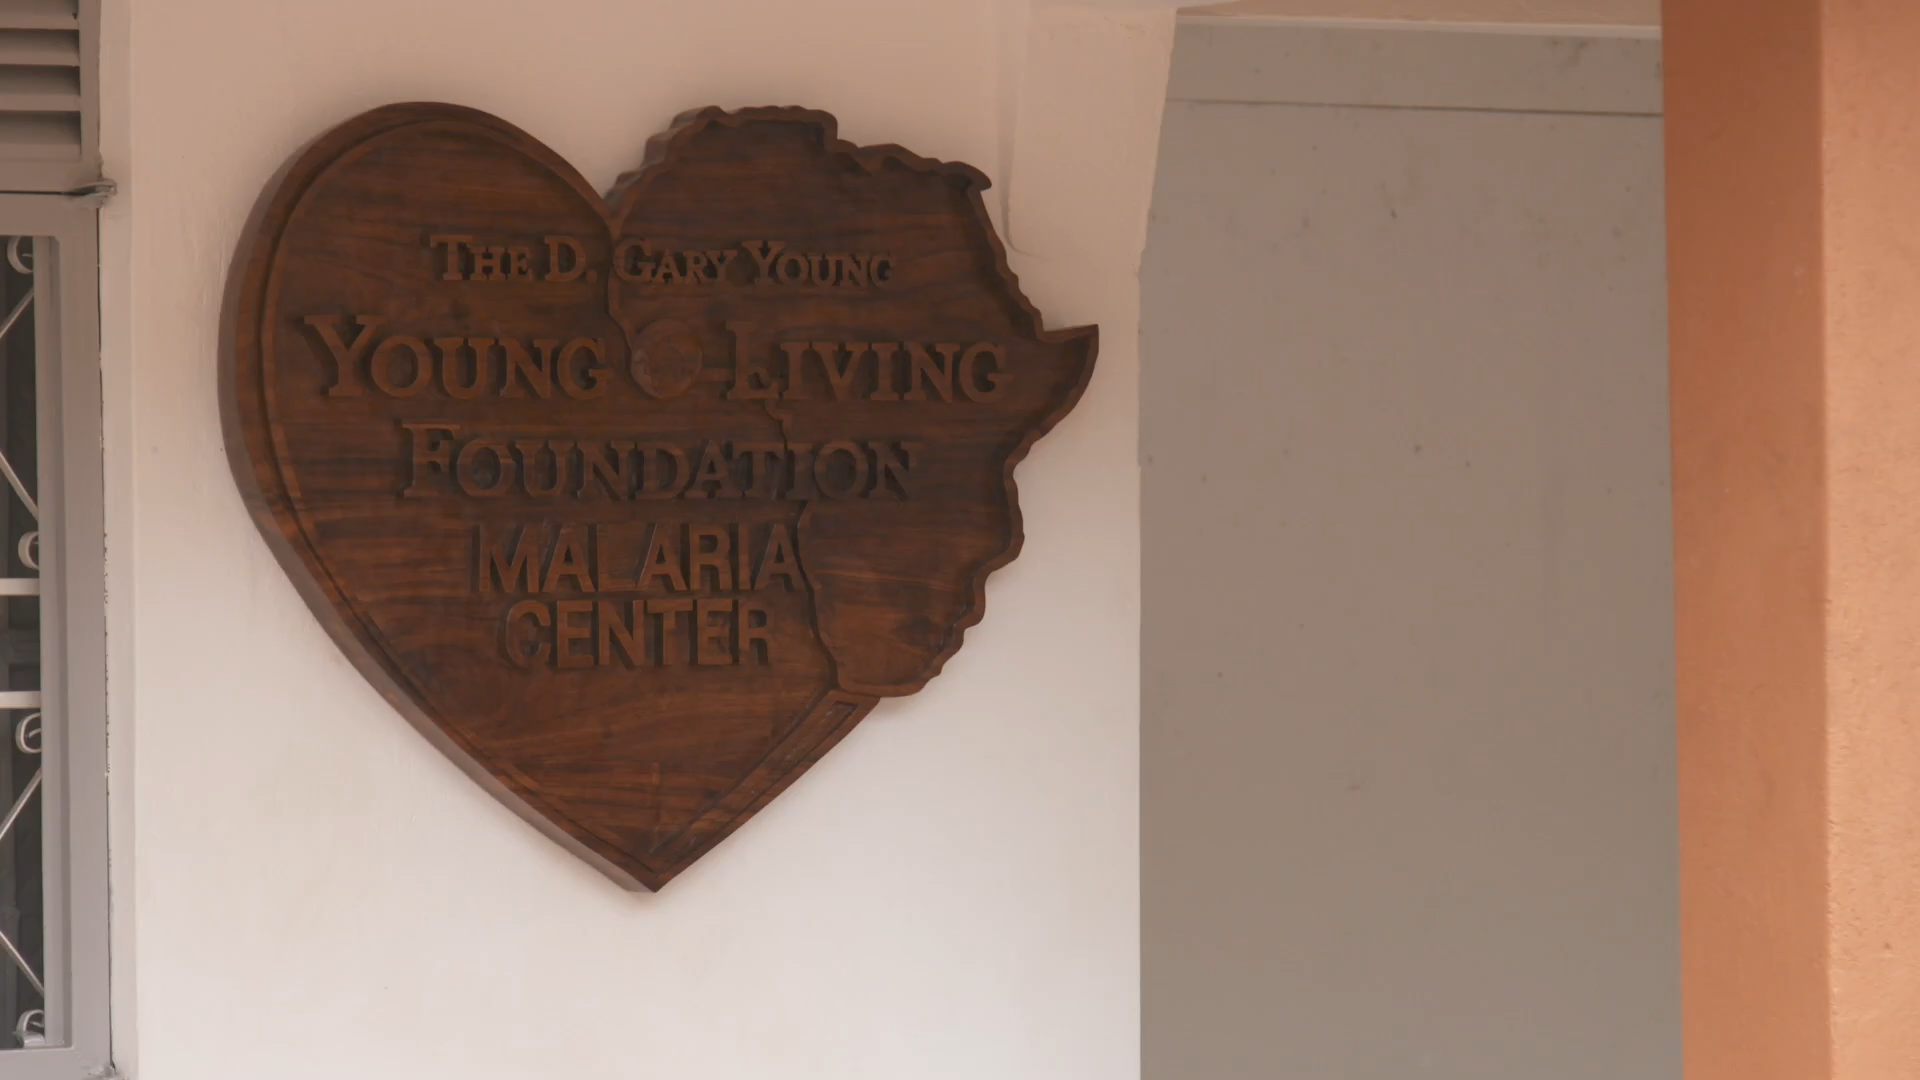 THE D. GARY YOUNG
YOUNG LIVING
FOUNDATION
MALARIA
CENTER